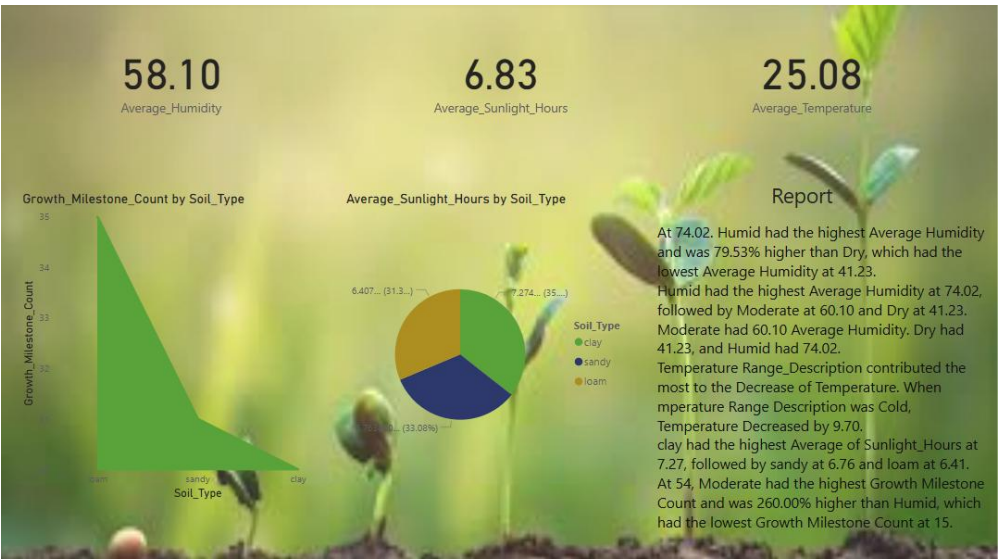 58.10
Average_Humidity
6.83
Average_Sunlight_Hours
25.08
Average_Temperature
Growth_Milestone_Count by Soil_Type
35
34
33
32
Growth_Milestone_Count
loam
sandy
clay
Soil_Type
Average_Sunlight_Hours by Soil_Type
6.407... (31.3...)
7.274... (35....)
(33.08%)
Soil_Type
clay
sandy
loam
Report
At 74.02. Humid had the highest Average Humidity
and was 79.53% higher than Dry, which had the
lowest Average Humidity at 41.23.
Humid had the highest Average Humidity at 74.02,
followed by Moderate at 60.10 and Dry at 41.23.
Moderate had 60.10 Average Humidity. Dry had
41.23, and Humid had 74.02.
Temperature Range_Description contributed the
most to the Decrease of Temperature. When
mperature Range Description was Cold,
Temperature Decreased by 9.70.
clay had the highest Average of Sunlight_Hours at
7.27, followed by sandy at 6.76 and loam at 6.41.
At 54, Moderate had the highest Growth Milestone
Count and was 260.00% higher than Humid, which
had the lowest Growth Milestone Count at 15.